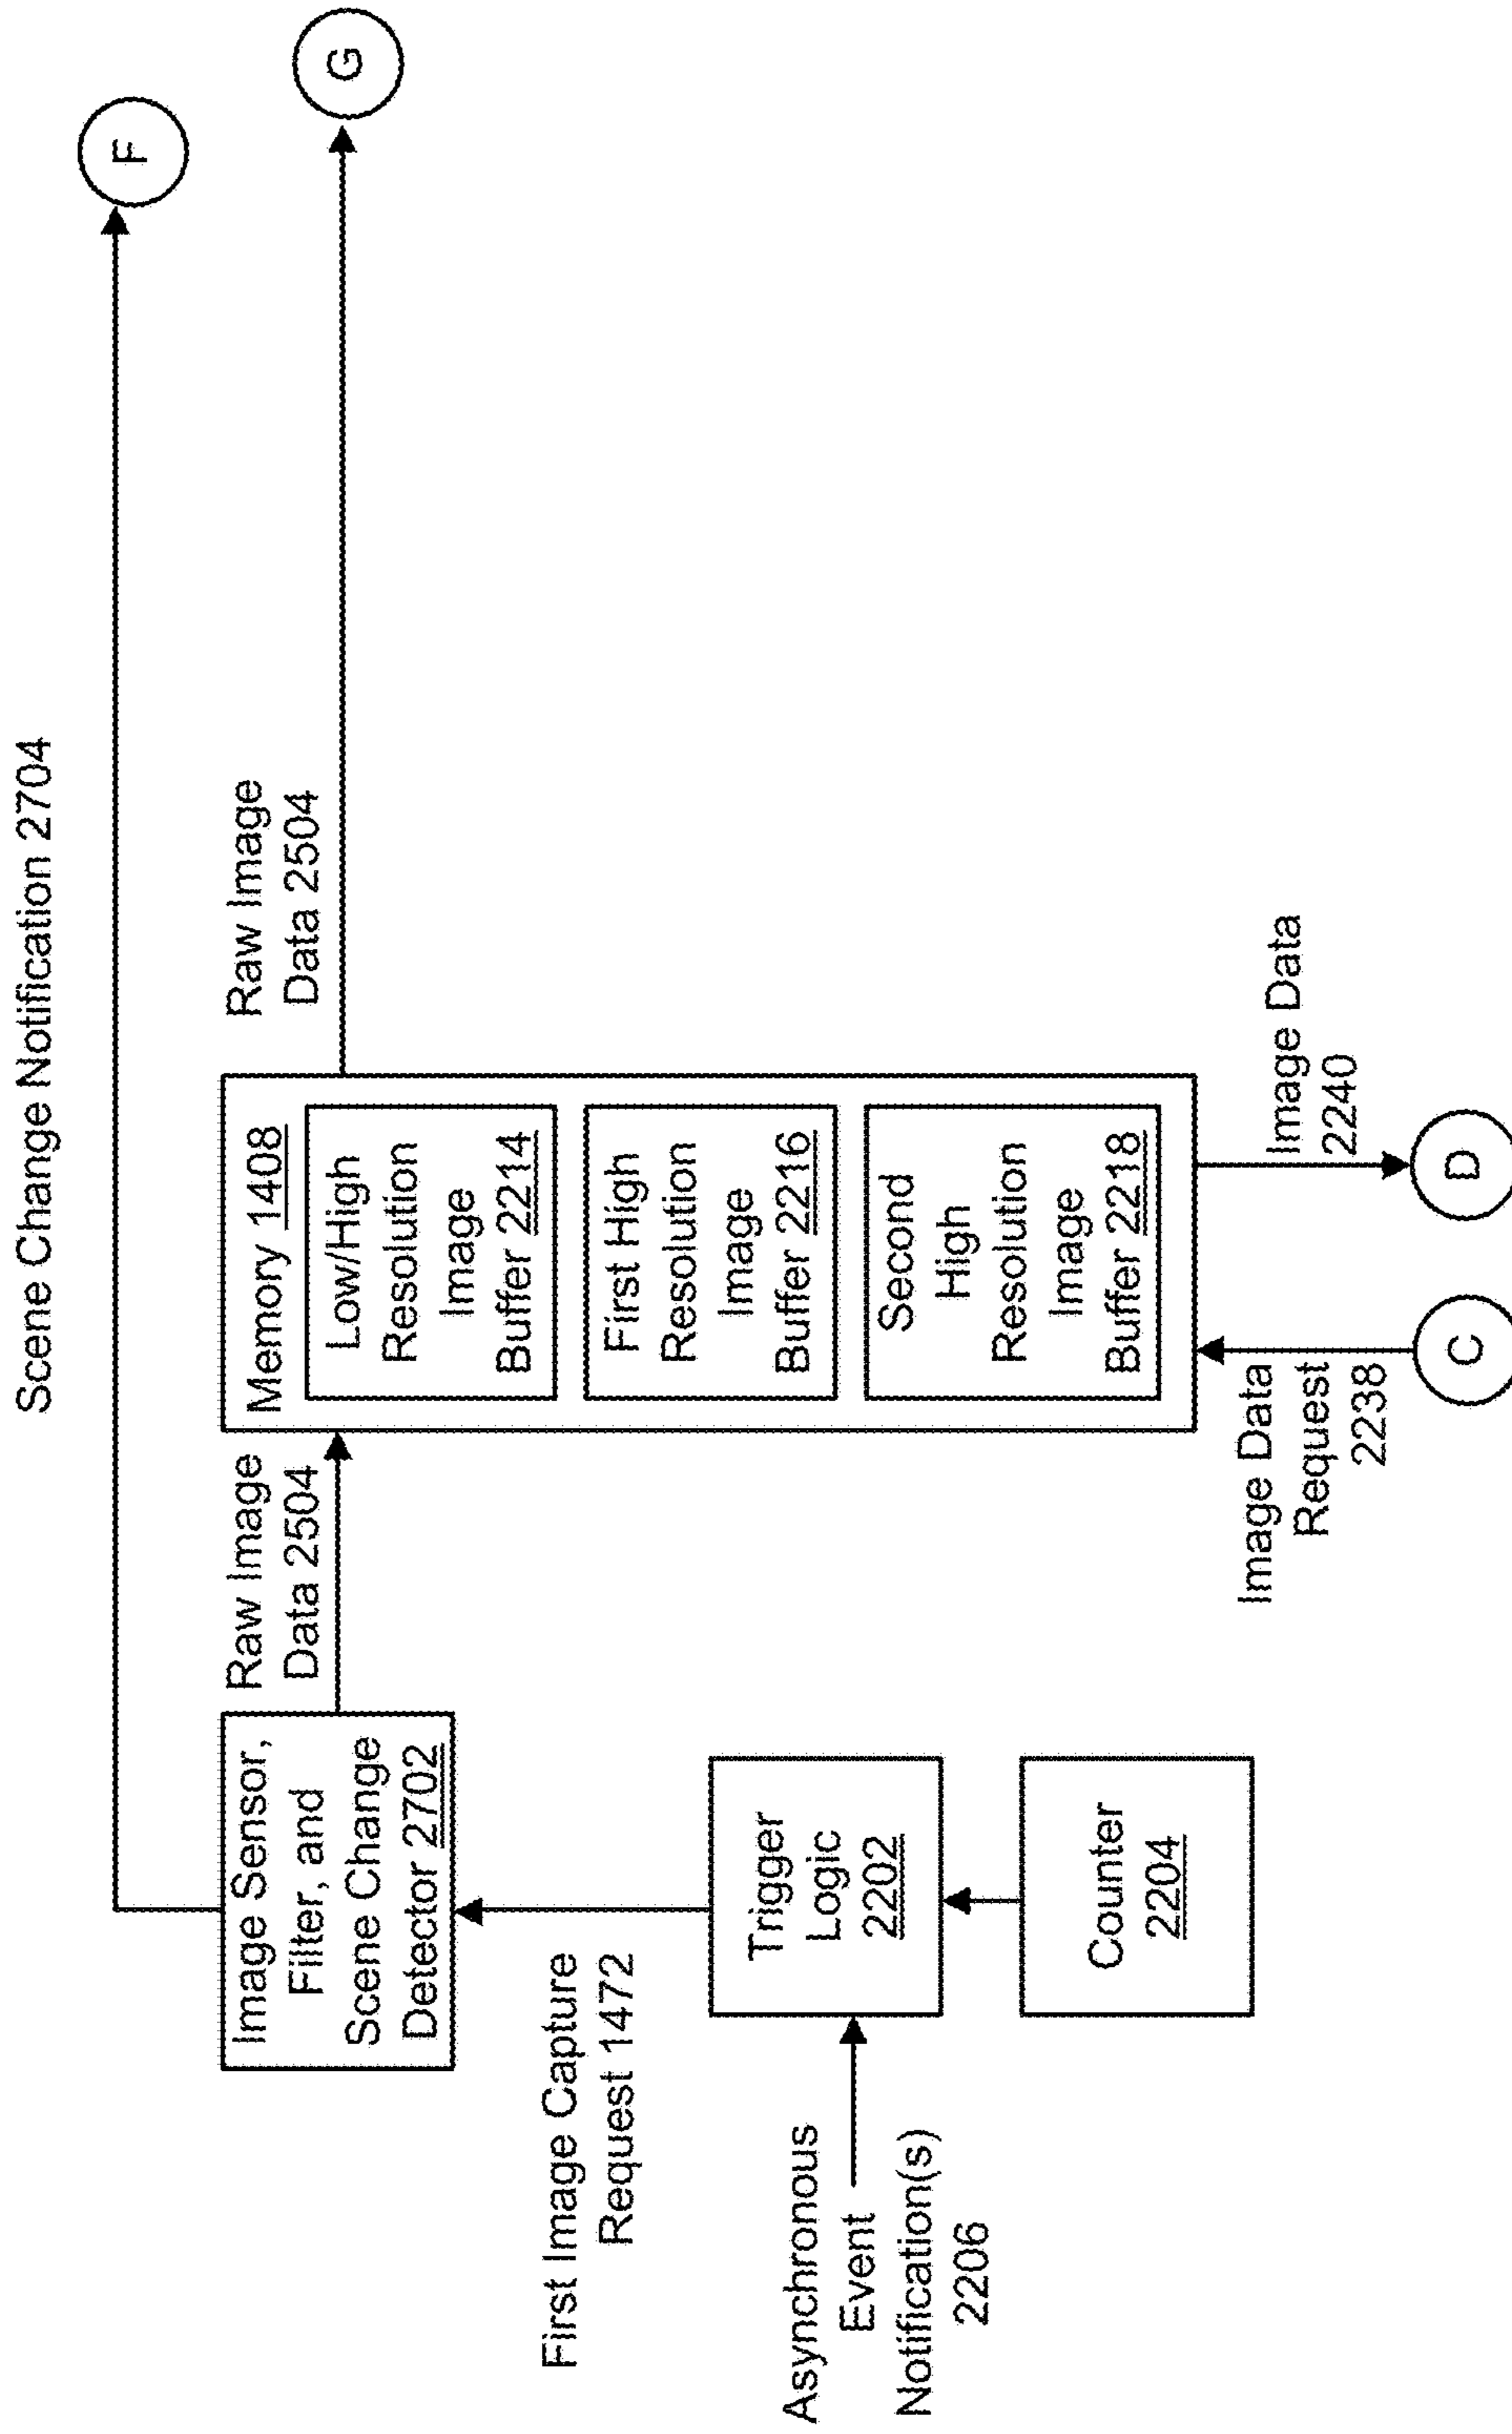 Scene Change Notification 2704
F
G
Image Sensor,
Filter, and
Scene Change
Detector 2702
Raw Image
Data 2504
Memory 1408
Low/High
Resolution
Image
Buffer 2214
First High
Resolution
Image
Buffer 2216
Second
High
Resolution
Image
Buffer 2218
Raw Image
Data 2504
First Image Capture
Request 1472
Asynchronous
Event
Notification(s)
2206
Trigger
Logic
2202
Counter
2204
Image Data
Request
2238
C
Image Data
2240
D